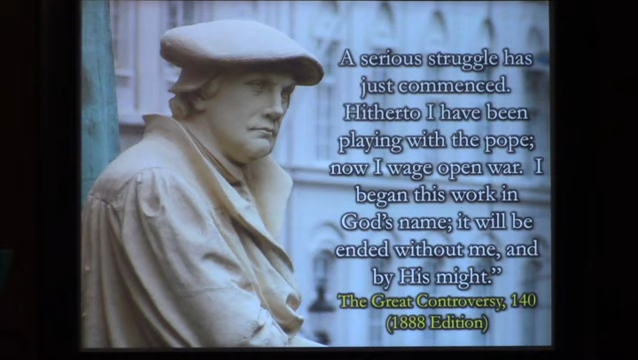 A serious struggle has
just commenced.
Hitherto I have been
playing with the pope;
now I wage open war. I
began this work in
God's name; it will be
ended without me, and
by His might.”
The Great Controversy, 140
(1888 Edition)